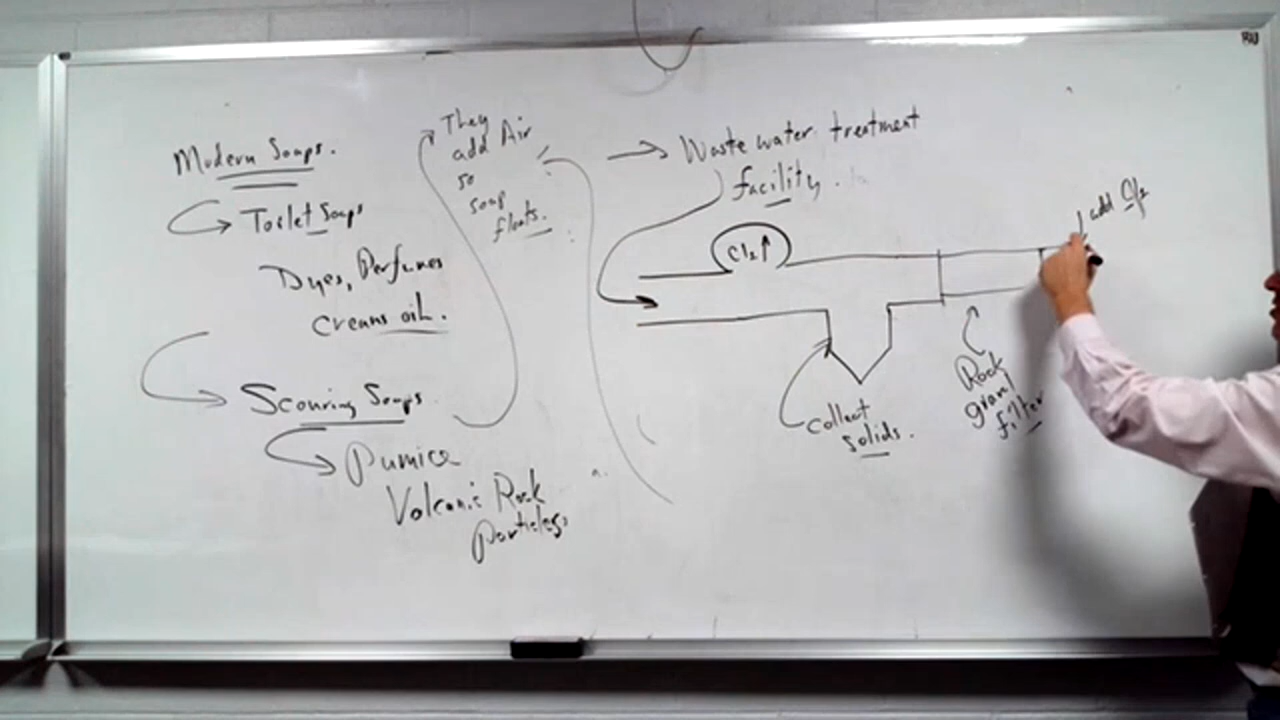 Modern Soaps.
Toilet Soaps
Dyes, Perfumes
Creams oil.
Scouring Soaps
Pumice
Volcanic Rock
particles
They
add Air
so
soap
floats.
Waste water treatment
facility.
Cl₂↑
add Cl₂
Collect
solids.
Rock
filter